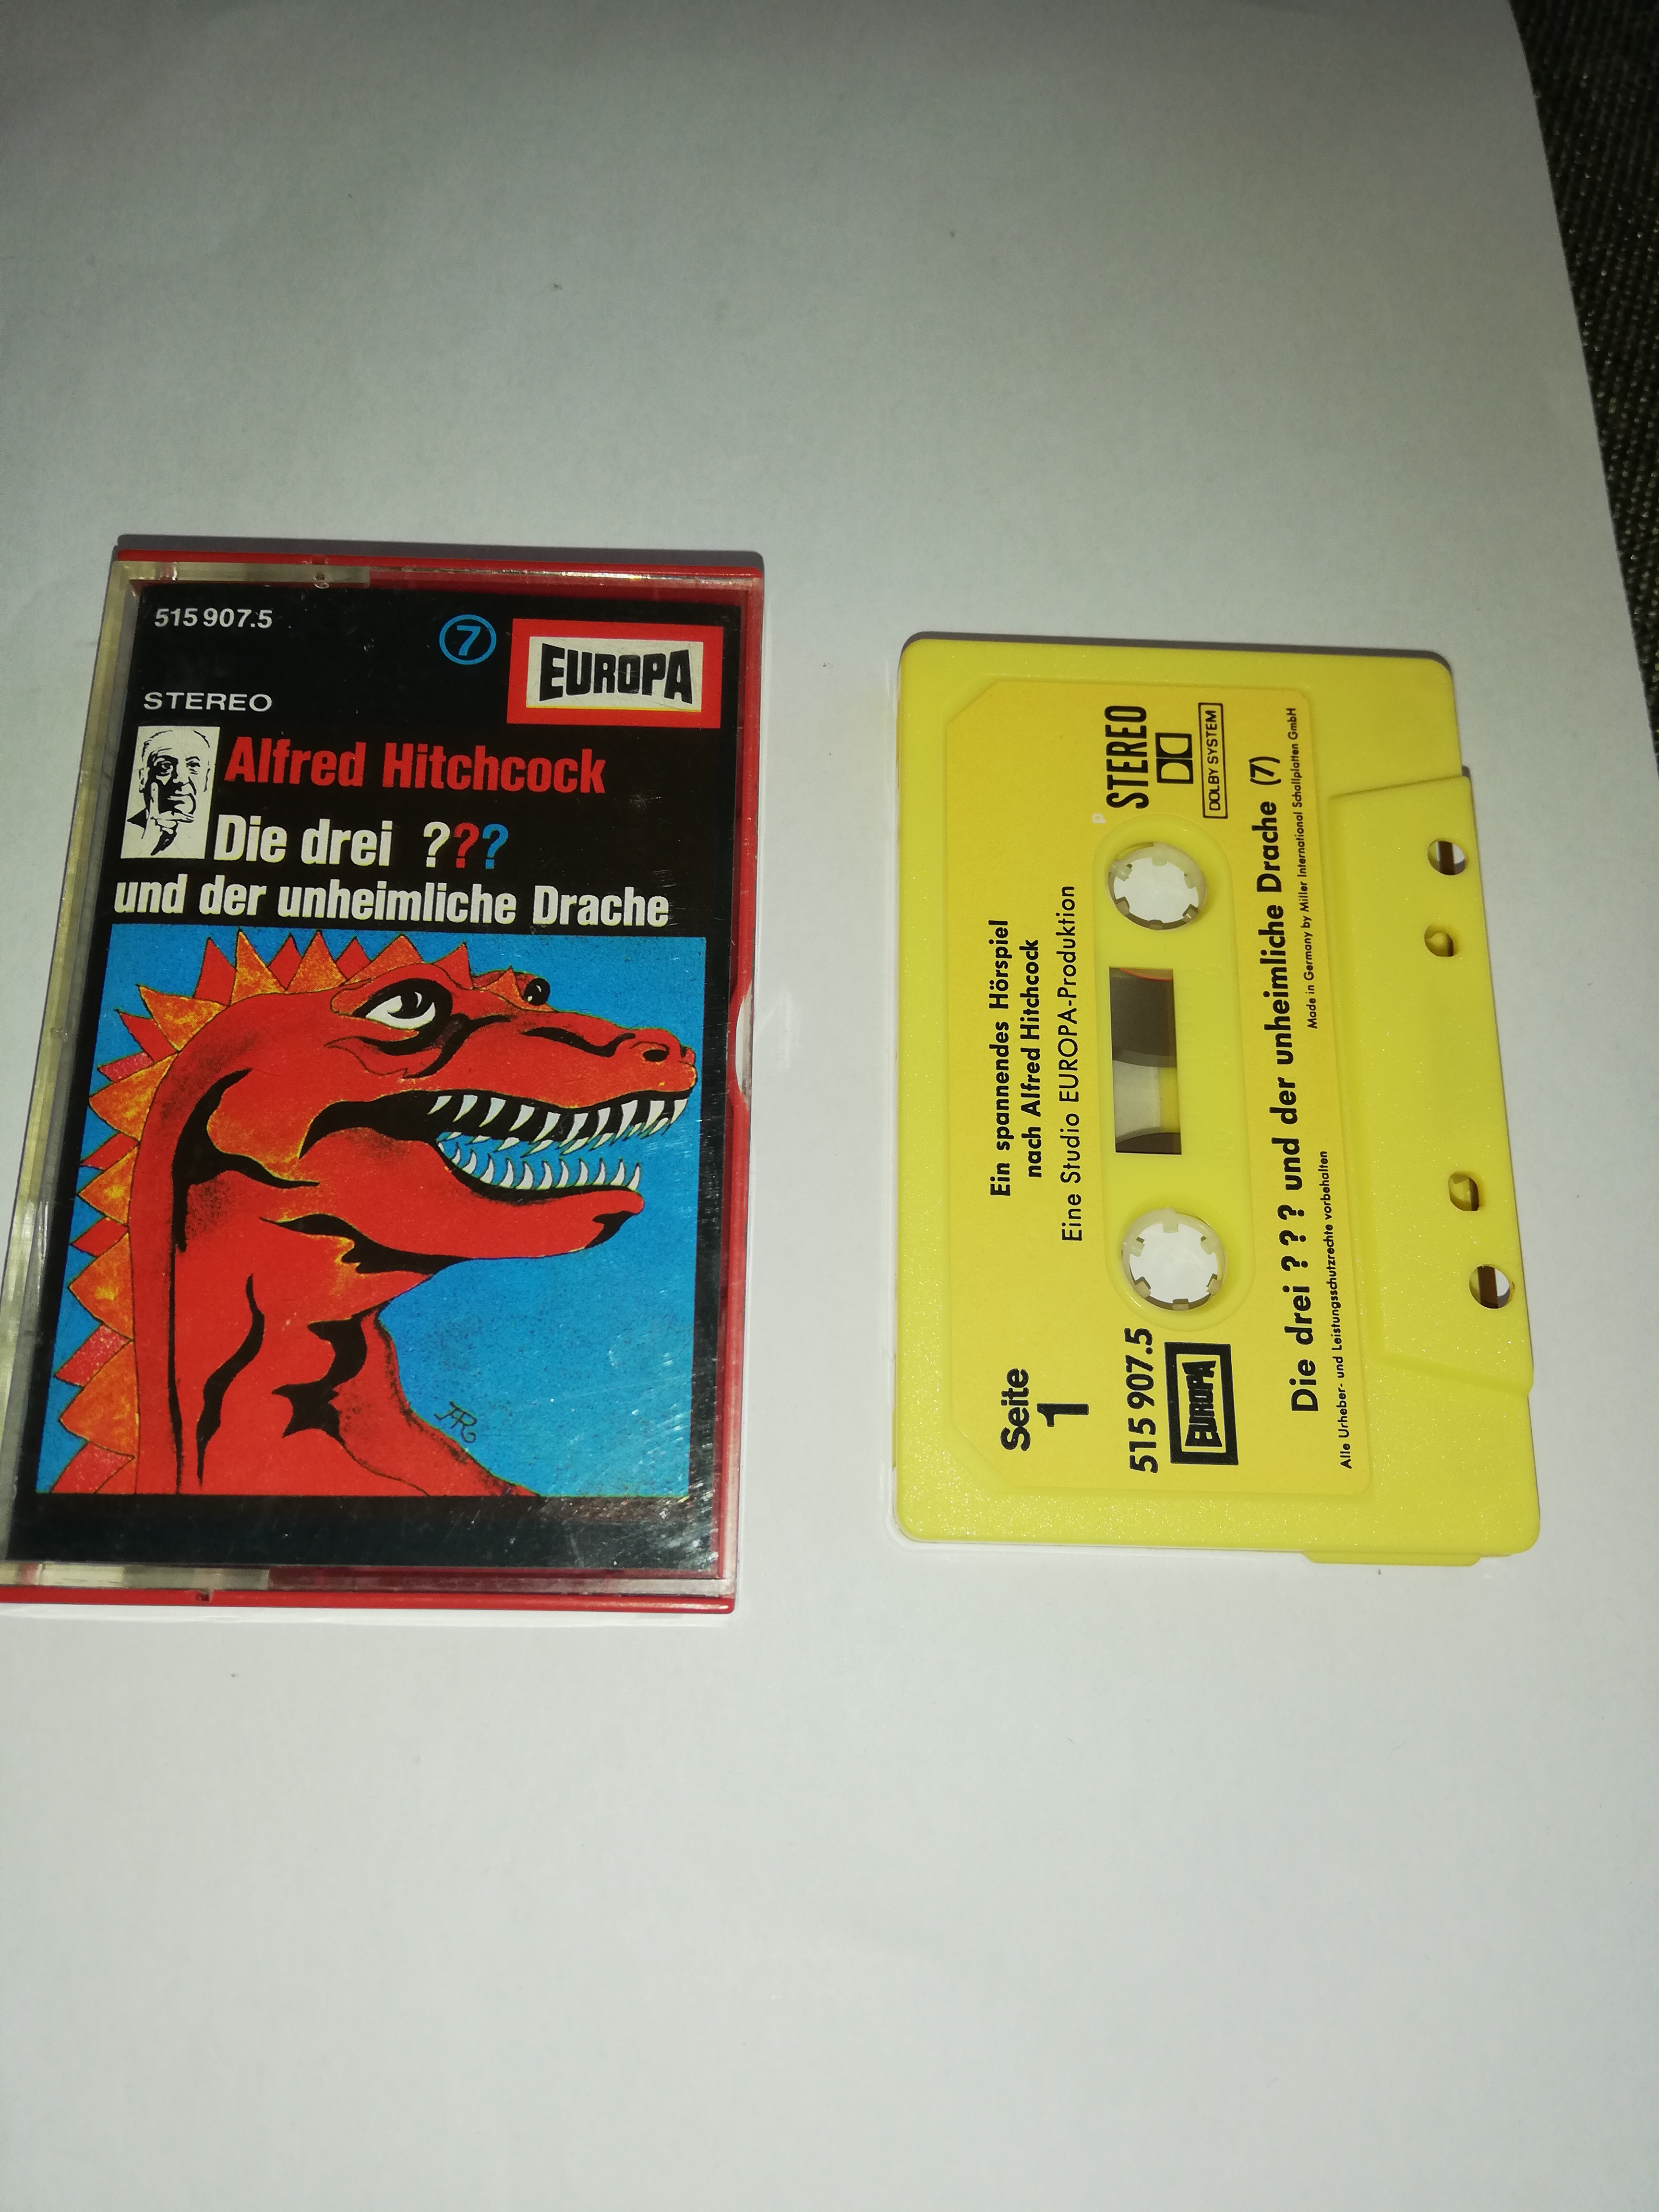 515 907.5
7
EUROPA
STEREO
Alfred Hitchcock
Die drei ???
und der unheimliche Drache
AR
Ein spannendes Hörspiel
nach Alfred Hitchcock
Eine Studio EUROPA-Produktion
Seite
1
STEREO
DOLBY SYSTEM
515 907.5
EUROPA
Die drei ? ? ? und der unheimliche Drache (7)
Alle Urheber- und Leistungsschutzrechte vorbehalten
Made in Germany by Miller International Schallplatten GmbH